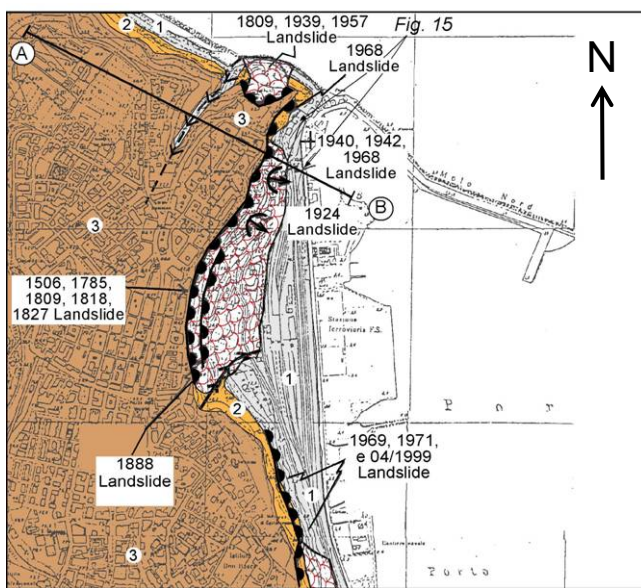 1809, 1939, 1957
Landslide
Fig. 15
N
2
1
A
1968
Landslide
3
1940, 1942,
1968
Landslide
Molo Nord
B
1924
Landslide
3
1506, 1785,
1809, 1818,
1827 Landslide
Stazione
ferroviaria F.S.
1
2
P o r
1888
Landslide
1969, 1971,
e 04/1999
Landslide
1
3
Porto